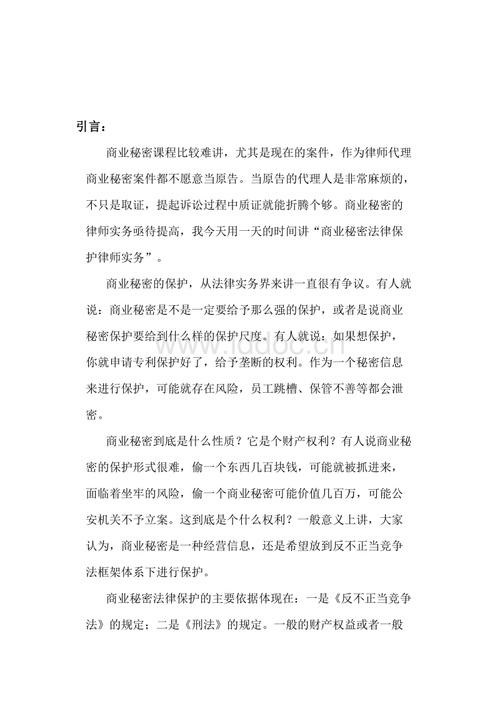 引言：
商业秘密课程比较难讲，尤其是现在的案件，作为律师代理
商业秘密案件都不愿意当原告。当原告的代理人是非常麻烦的，
不只是取证，提起诉讼过程中质证就能折腾个够。商业秘密的
律师实务亟待提高，我今天用一天的时间讲“商业秘密法律保
护律师实务”。
商业秘密的保护，从法律实务界来讲一直很有争议。有人就
说：商业秘密是不是一定要给予那么强的保护，或者是说商业
秘密保护要给到什么样的保护尺度。有人就说：如果想保护，
你就申请专利保护好了，给予垄断的权利。作为一个秘密信息
来进行保护，可能就存在风险，员工跳槽、保管不善等都会泄
密。
商业秘密到底是什么性质？它是个财产权利？有人说商业秘
密的保护形式很难，偷一个东西几百块钱，可能就被抓进来，
面临着坐牢的风险，偷一个商业秘密可能价值几百万，可能公
安机关不予立案。这到底是个什么权利？一般意义上讲，大家
认为，商业秘密是一种经营信息，还是希望放到反不正当竞争
法框架体系下进行保护。
商业秘密法律保护的主要依据体现在：一是《反不正当竞争
法》的规定；二是《刑法》的规定。一般的财产权益或者一般